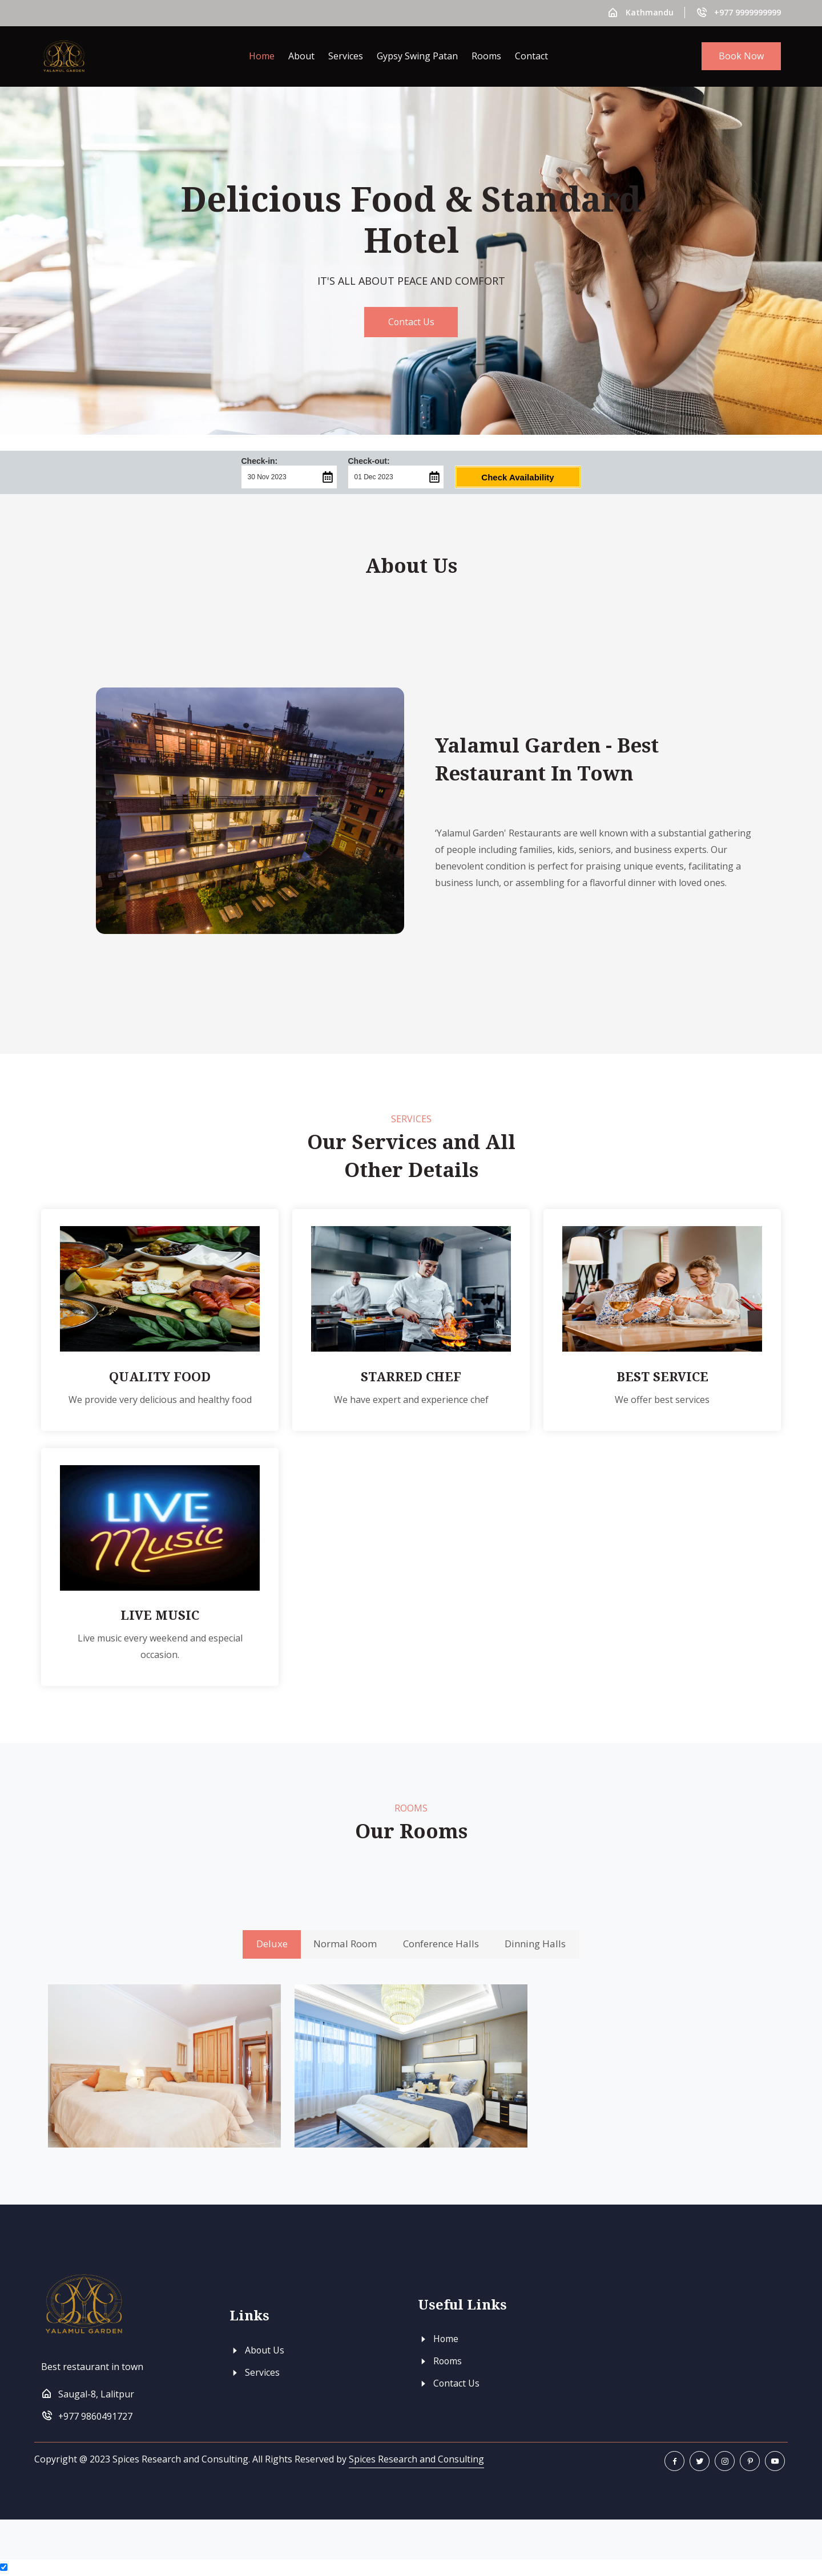 Kathmandu
+977 9999999999
YALAMUL GARDEN
Home
About
Services
Gypsy Swing Patan
Rooms
Contact
Book Now
Delicious Food & Standard
Hotel
IT'S ALL ABOUT PEACE AND COMFORT
Contact Us
Check-in:
Check-out:
30 Nov 2023
01 Dec 2023
Check Availability
About Us
Yalamul Garden - Best
Restaurant In Town
'Yalamul Garden' Restaurants are well known with a substantial gathering
of people including families, kids, seniors, and business experts. Our
benevolent condition is perfect for praising unique events, facilitating a
business lunch, or assembling for a flavorful dinner with loved ones.
SERVICES
Our Services and All
Other Details
QUALITY FOOD
We provide very delicious and healthy food
STARRED CHEF
We have expert and experience chef
BEST SERVICE
We offer best services
LIVE
Music
LIVE MUSIC
Live music every weekend and especial
occasion.
ROOMS
Our Rooms
Deluxe
Normal Room
Conference Halls
Dinning Halls
YALAMUL GARDEN
Best restaurant in town
Saugal-8, Lalitpur
+977 9860491727
Links
About Us
Services
Useful Links
Home
Rooms
Contact Us
Copyright @ 2023 Spices Research and Consulting. All Rights Reserved by Spices Research and Consulting